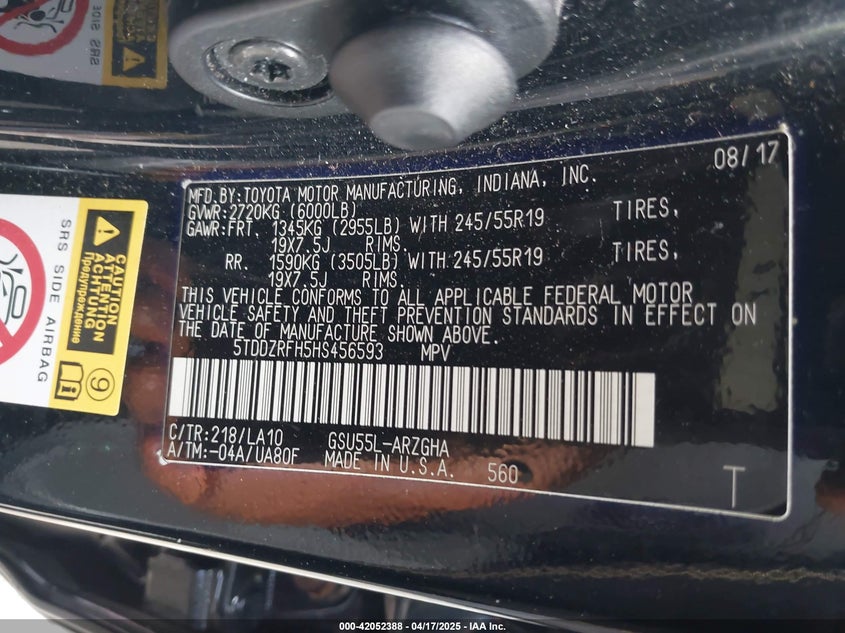 SRS SIDE
08/17
MFD.BY:TOYOTA MOTOR MANUFACTURING, INDIANA, INC.
GVWR:2720KG (6000LB)
GAWR:FRT. 1345KG (2955LB) WITH 245/55R19 TIRES,
19X7.5J RIMS.
RR. 1590KG (3505LB) WITH 245/55R19 TIRES,
19X7.5J RIMS.
THIS VEHICLE CONFORMS TO ALL APPLICABLE FEDERAL MOTOR
VEHICLE SAFETY AND THEFT PREVENTION STANDARDS IN EFFECT ON
THE DATE OF MANUFACTURE SHOWN ABOVE.
5TDDZRFH5HS456593 MPV
C/TR:218/LA10 GSU55L-ARZGHA
A/TM:-04A/UA80F MADE IN U.S.A. 560
T
SRS SIDE AIRBAG
CAUTION
ATTENTION
ACHTUNG
Предупреждение
9
000-42052388 - 04/17/2025 - IAA Inc.